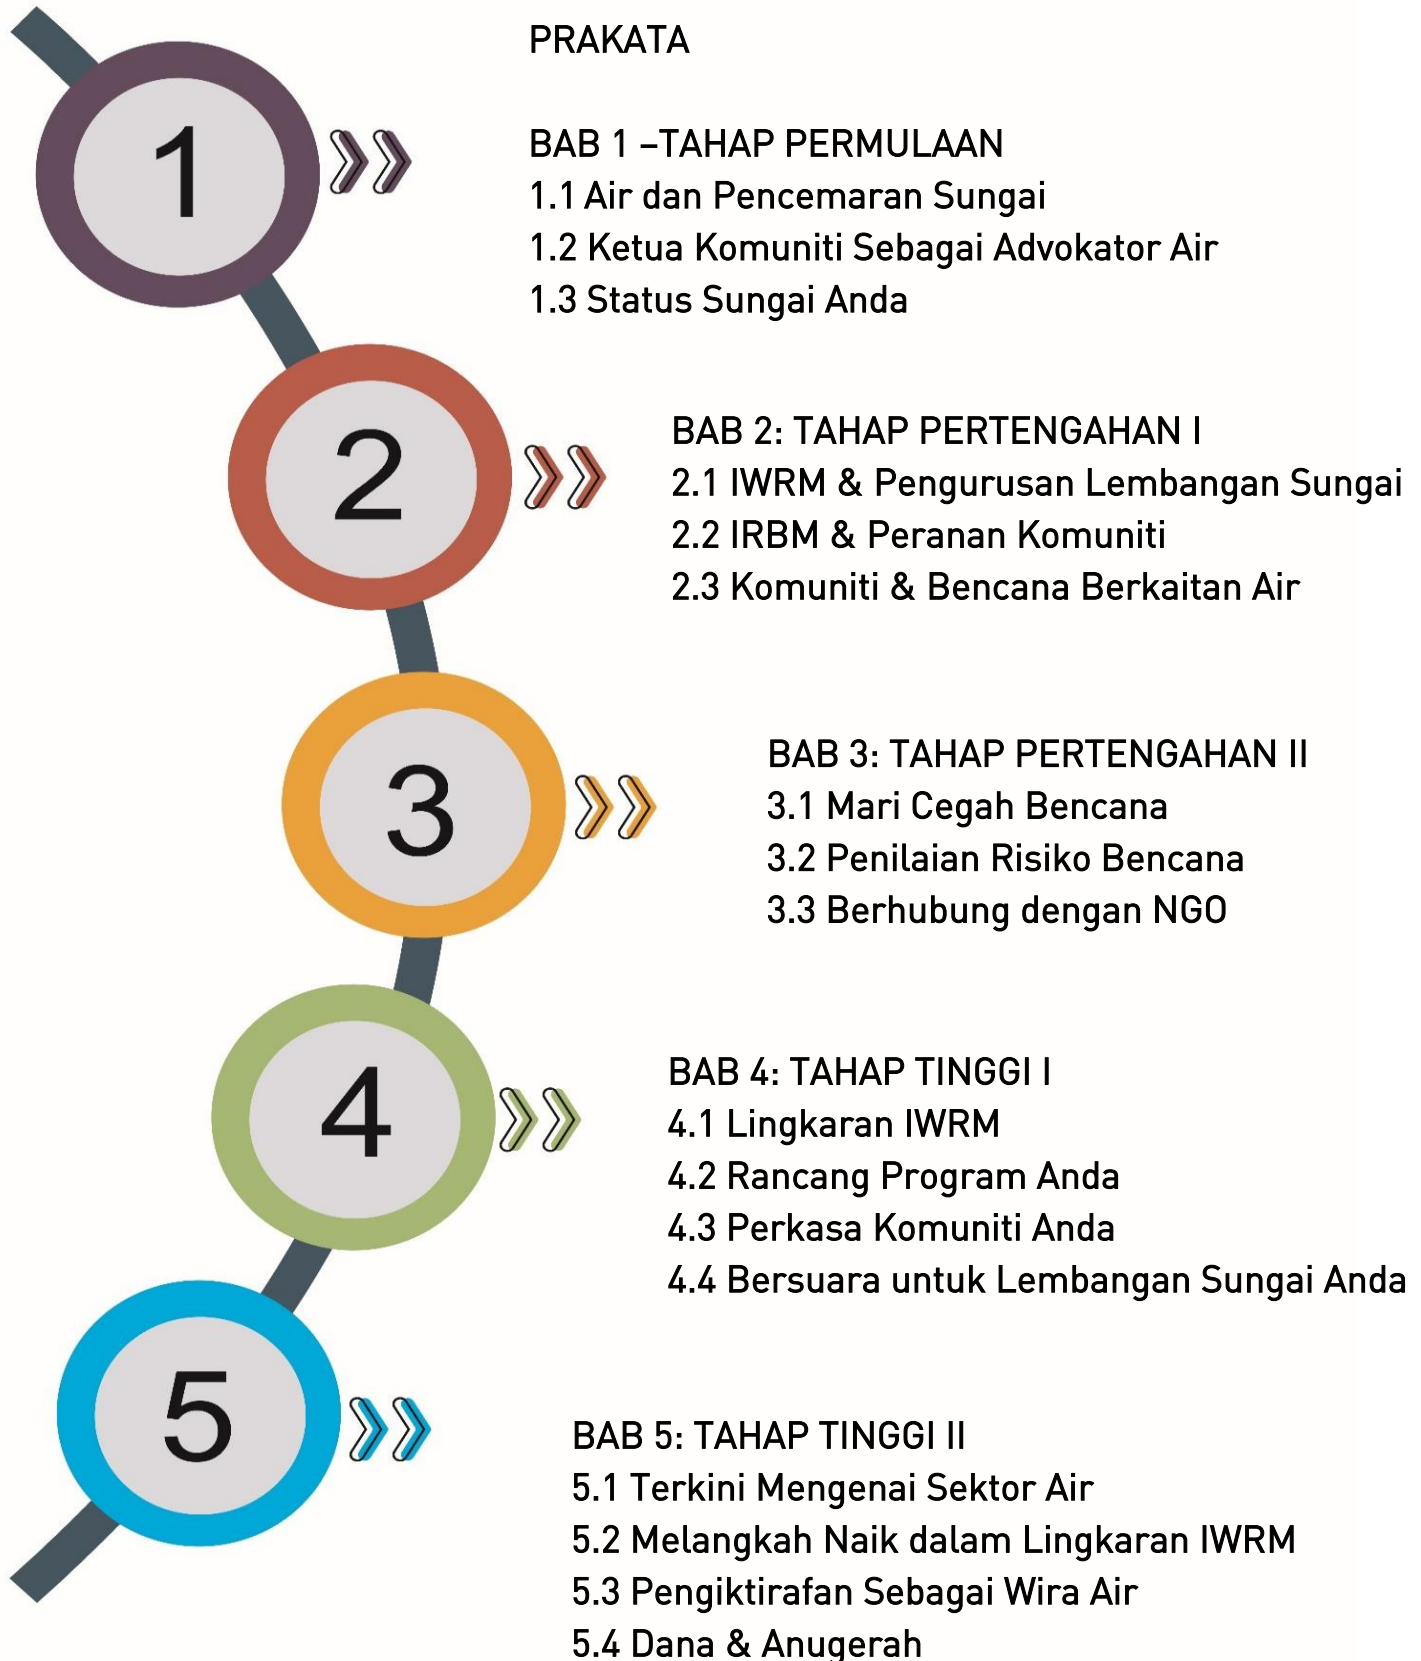 PRAKATA
1
BAB 1 –TAHAP PERMULAAN
1.1 Air dan Pencemaran Sungai
1.2 Ketua Komuniti Sebagai Advokator Air
1.3 Status Sungai Anda
2
BAB 2: TAHAP PERTENGAHAN I
2.1 IWRM & Pengurusan Lembangan Sungai
2.2 IRBM & Peranan Komuniti
2.3 Komuniti & Bencana Berkaitan Air
3
BAB 3: TAHAP PERTENGAHAN II
3.1 Mari Cegah Bencana
3.2 Penilaian Risiko Bencana
3.3 Berhubung dengan NGO
4
BAB 4: TAHAP TINGGI I
4.1 Lingkaran IWRM
4.2 Rancang Program Anda
4.3 Perkasa Komuniti Anda
4.4 Bersuara untuk Lembangan Sungai Anda
5
BAB 5: TAHAP TINGGI II
5.1 Terkini Mengenai Sektor Air
5.2 Melangkah Naik dalam Lingkaran IWRM
5.3 Pengiktirafan Sebagai Wira Air
5.4 Dana & Anugerah